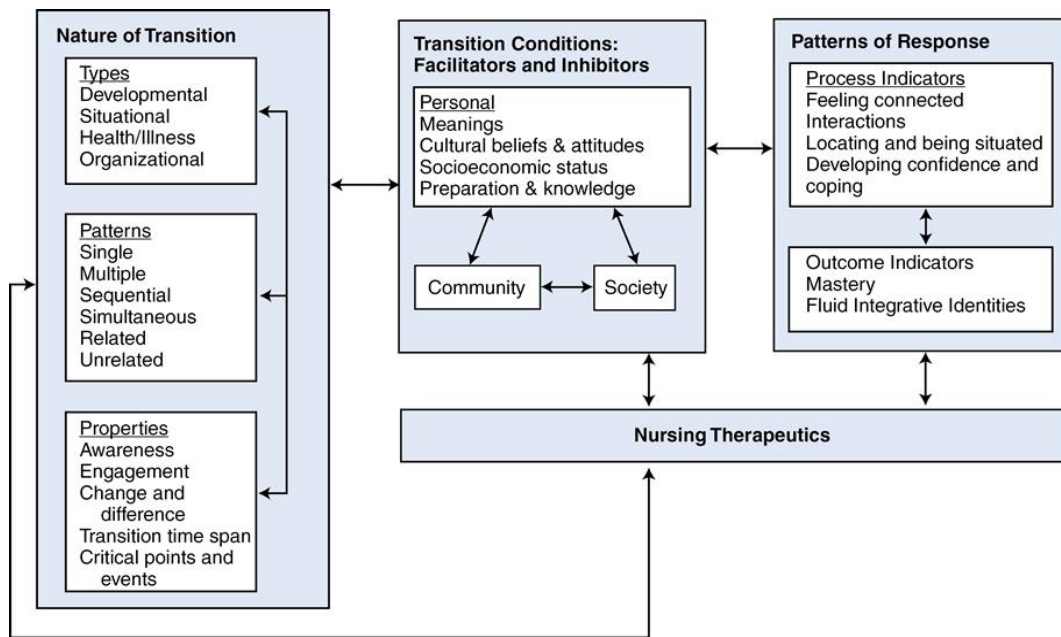 Nature of Transition
Types
Developmental
Situational
Health/Illness
Organizational
Patterns
Single
Multiple
Sequential
Simultaneous
Related
Unrelated
Properties
Awareness
Engagement
Change and
difference
Transition time span
Critical points and
events
Transition Conditions:
Facilitators and Inhibitors
Personal
Meanings
Cultural beliefs & attitudes
Socioeconomic status
Preparation & knowledge
Community
Society
Patterns of Response
Process Indicators
Feeling connected
Interactions
Locating and being situated
Developing confidence and
coping
Outcome Indicators
Mastery
Fluid Integrative Identities
Nursing Therapeutics